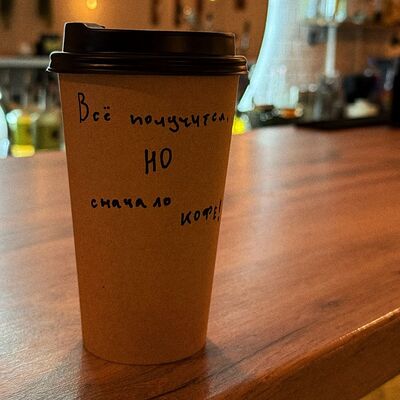 Всё получится,
НО
сначала
кофе!